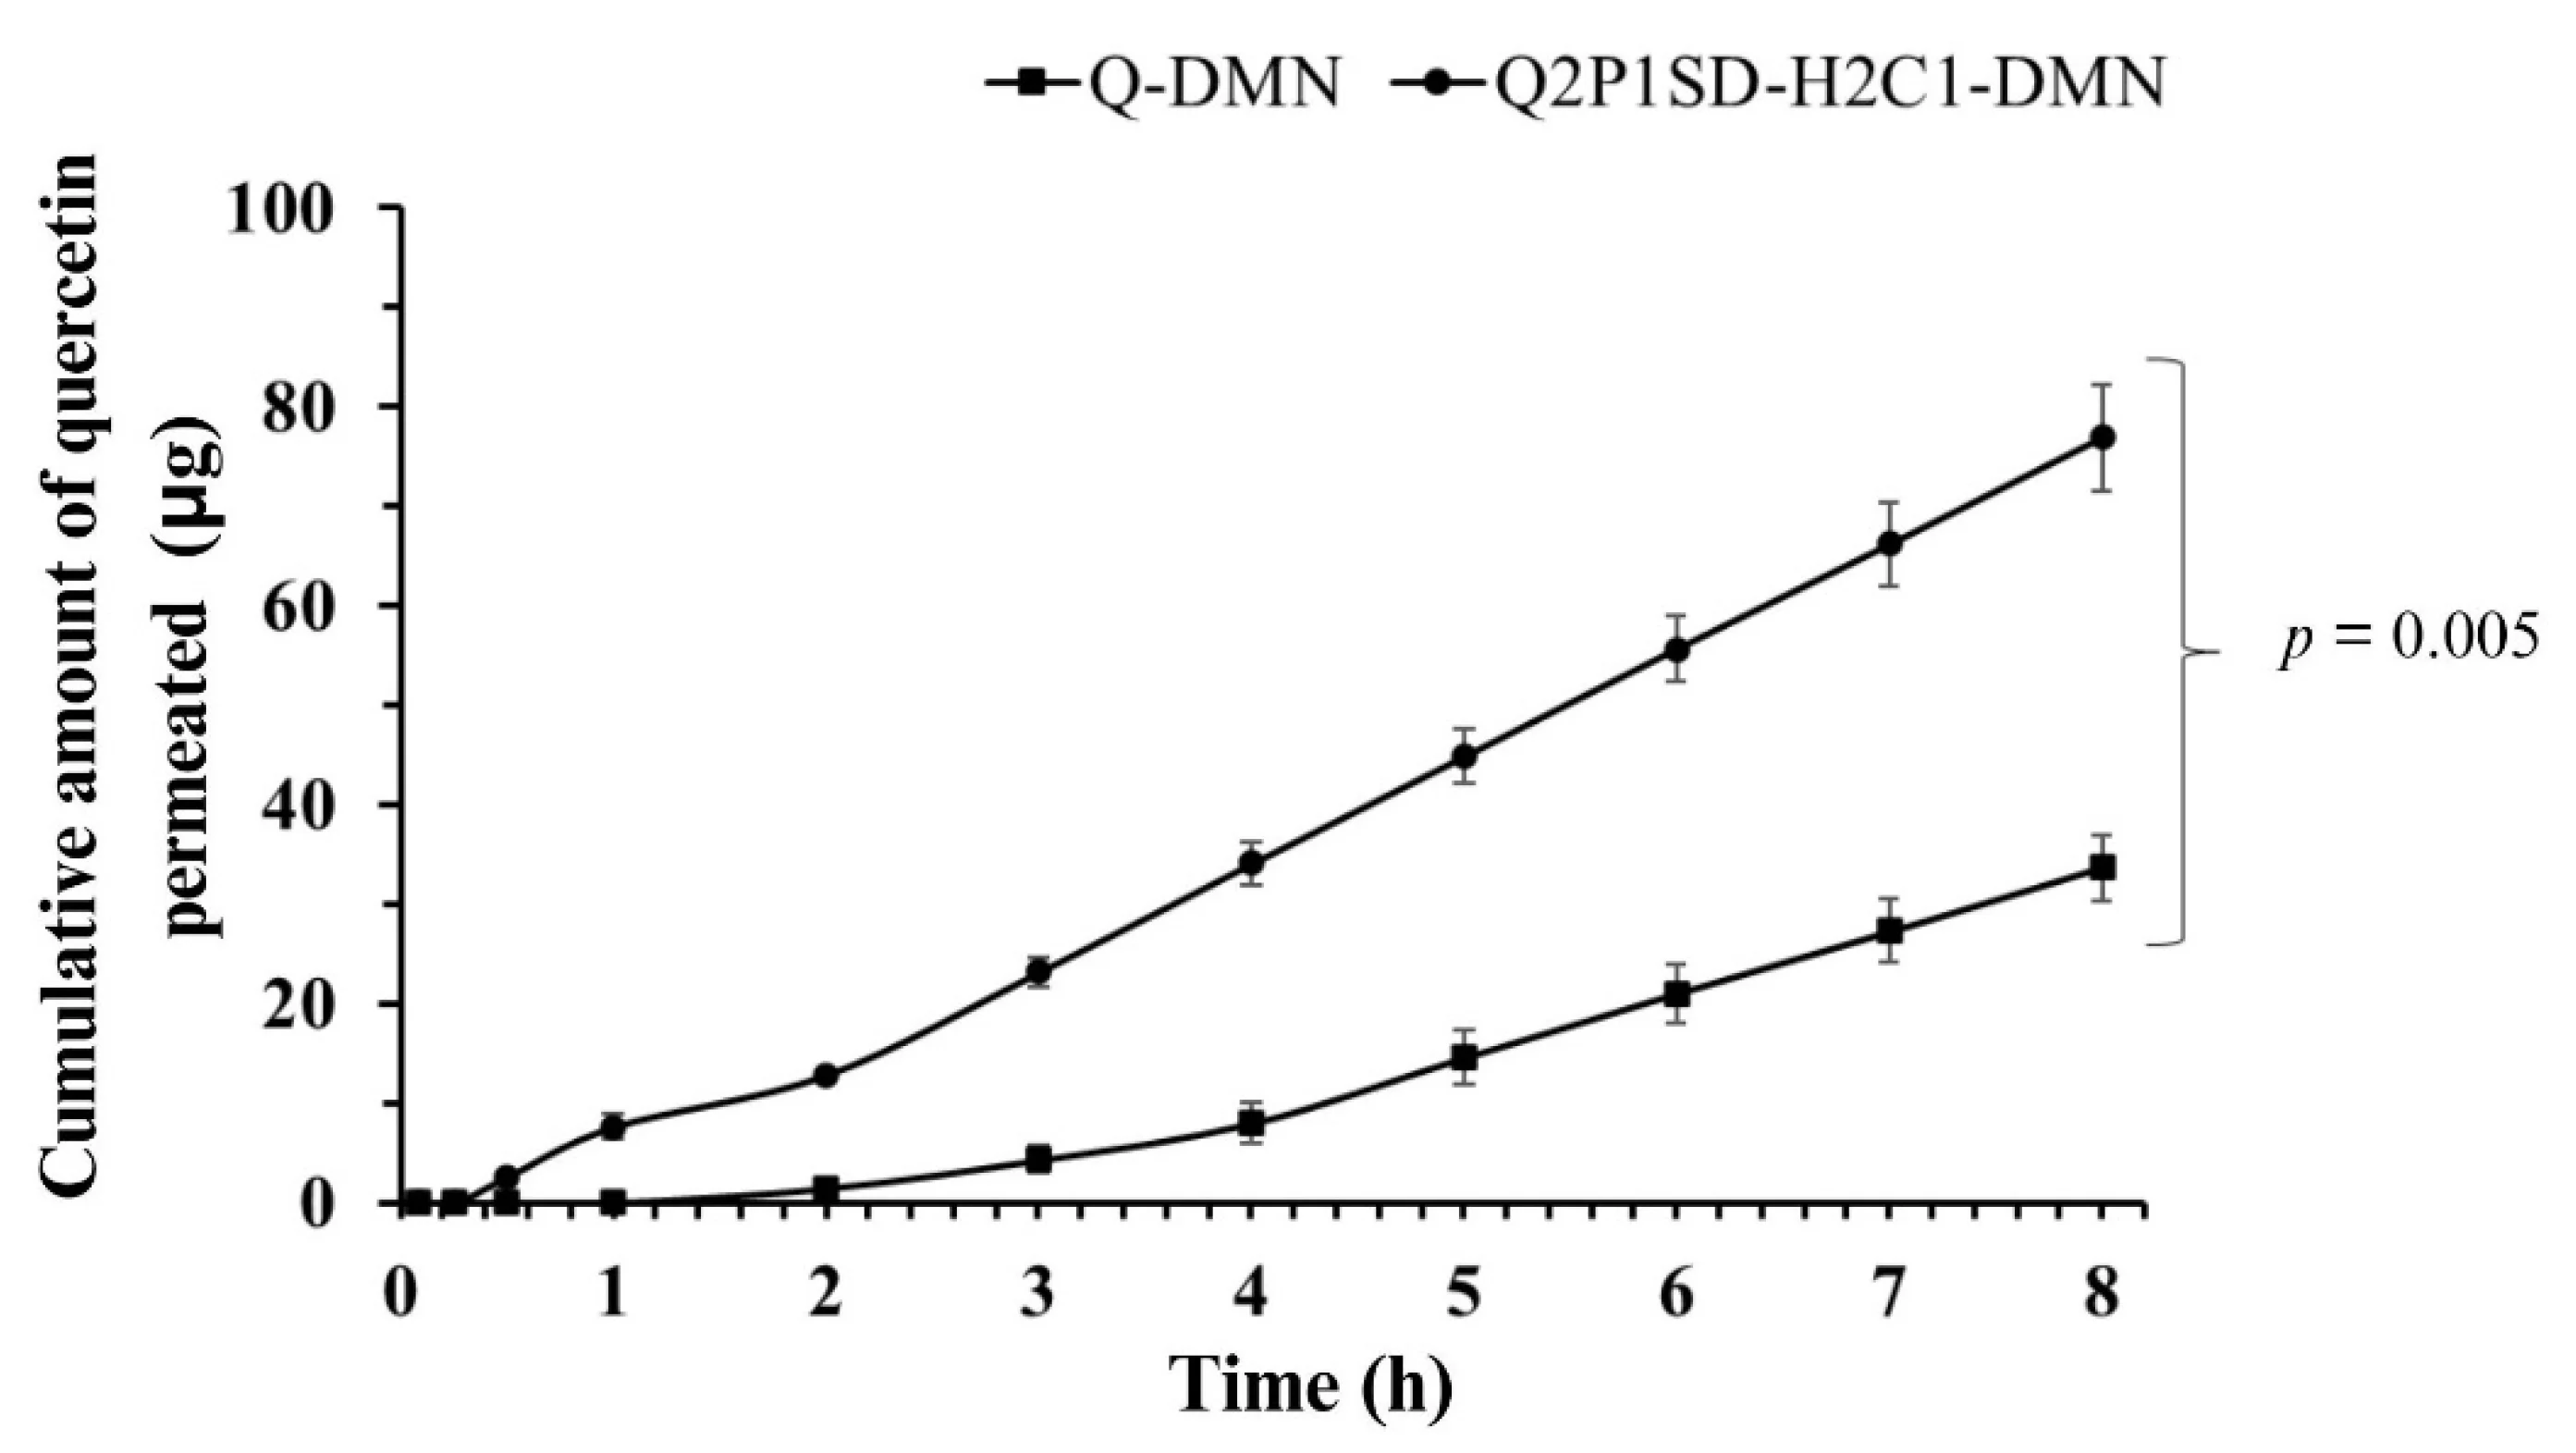 Q-DMN Q2P1SD-H2C1-DMN
Cumulative amount of quercetin
permeated (µg)
100
80
60
40
20
0
p = 0.005
0 1 2 3 4 5 6 7 8
Time (h)